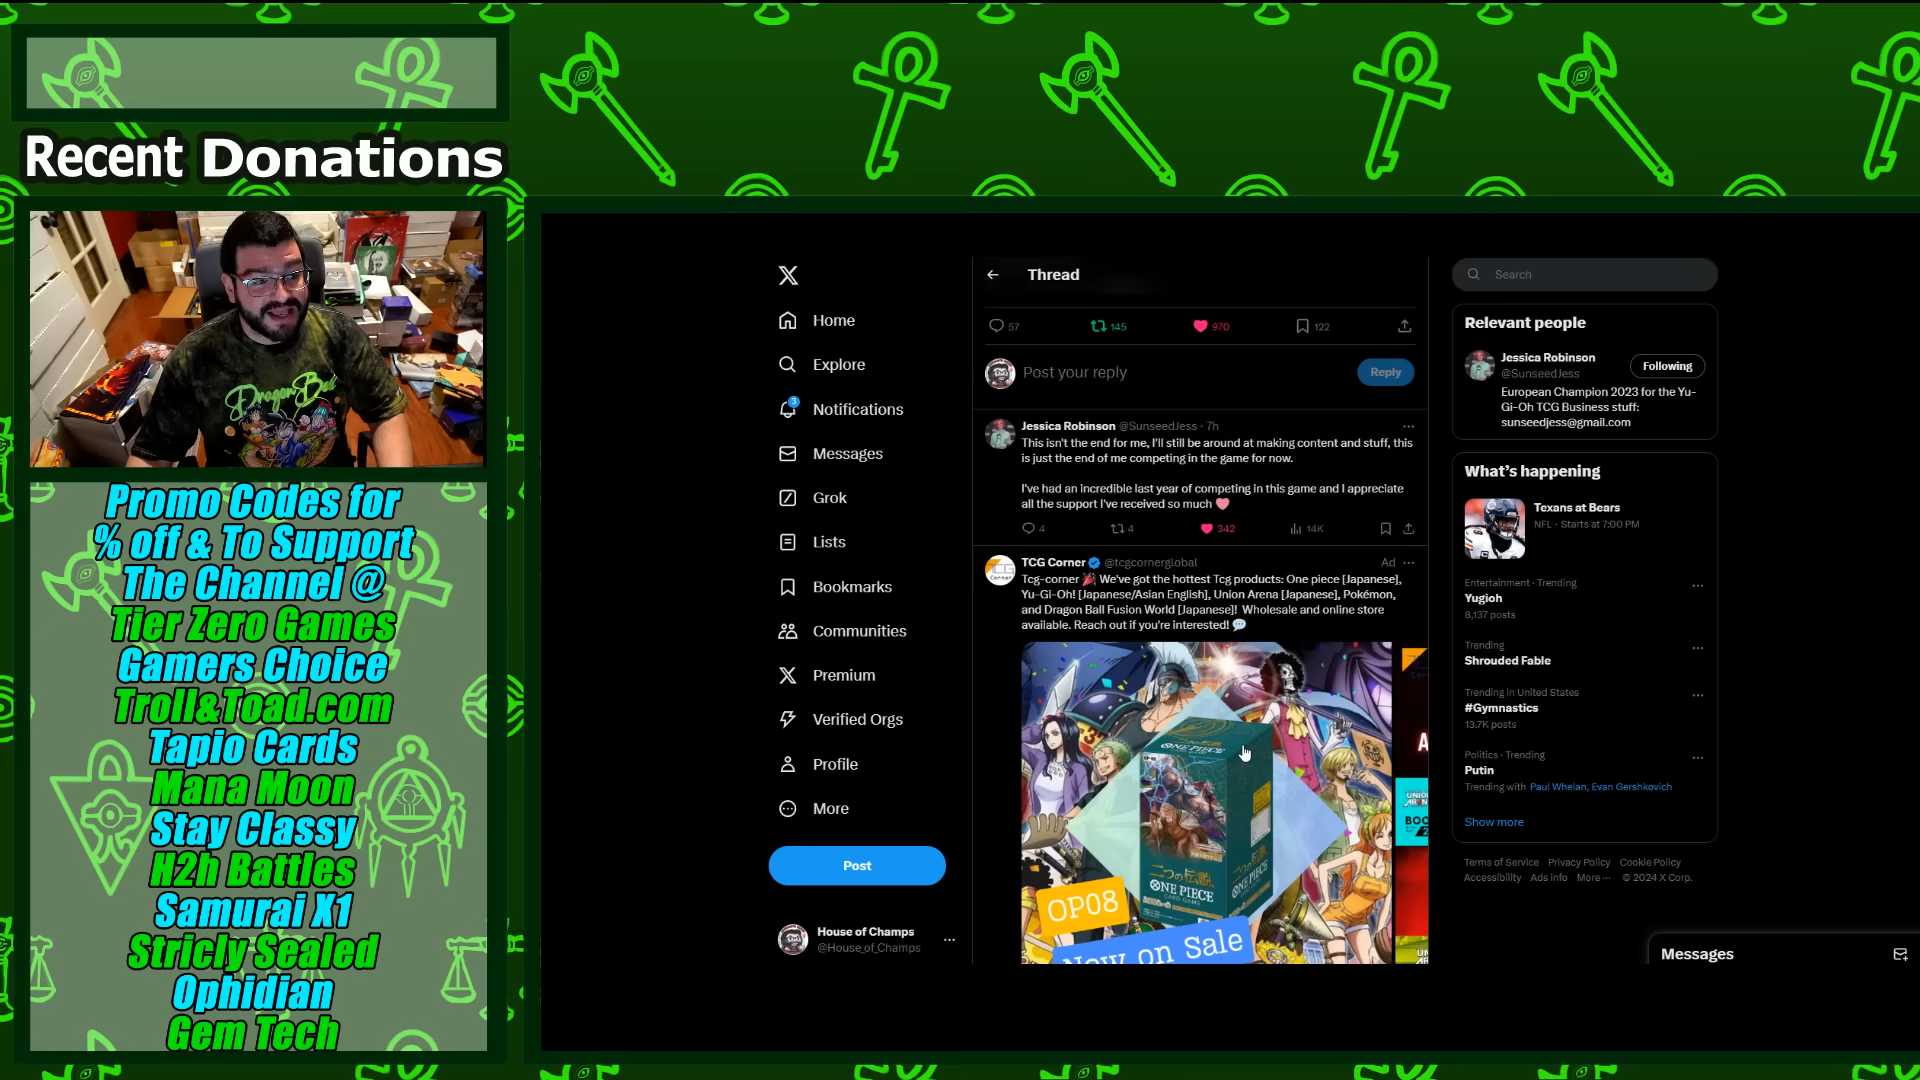 Recent Donations
Promo Codes for
% off & To Support
The Channel @
Tier Zero Games
Gamers Choice
Troll&Toad.com
Tapio Cards
Mana Moon
Stay Classy
H2h Battles
Samurai X1
Stricly Sealed
Ophidian
Gem Tech
Home
Explore
3
Notifications
Messages
Grok
Lists
Bookmarks
Communities
Premium
Verified Orgs
Profile
More
Post
House of Champs
@House_of_Champs
Thread
57 145 970 122
Post your reply
Reply
Jessica Robinson @SunseedJess · 7h
This isn't the end for me, I'll still be around at making content and stuff, this
is just the end of me competing in the game for now.
I've had an incredible last year of competing in this game and I appreciate
all the support I've received so much
4 4 342 14K
TCG Corner @tcgcornerglobal Ad
Tcg-corner 🎉 We've got the hottest Tcg products: One piece [Japanese],
Yu-Gi-Oh! [Japanese/Asian English], Union Arena [Japanese], Pokémon,
and Dragon Ball Fusion World [Japanese]! Wholesale and online store
available. Reach out if you're interested! 💬
ONE PIECE
二つの伝説
ONE PIECE
ONE PIECE
OP08
Now on Sale
Search
Relevant people
Jessica Robinson
@SunseedJess
Following
European Champion 2023 for the Yu-
Gi-Oh TCG Business stuff:
sunseedjess@gmail.com
What's happening
Texans at Bears
NFL · Starts at 7:00 PM
Entertainment · Trending
Yugioh
8,137 posts
Trending
Shrouded Fable
Trending in United States
#Gymnastics
13.7K posts
Politics · Trending
Putin
Trending with Paul Whelan, Evan Gershkovich
Show more
Terms of Service Privacy Policy Cookie Policy
Accessibility Ads info More ··· © 2024 X Corp.
Messages